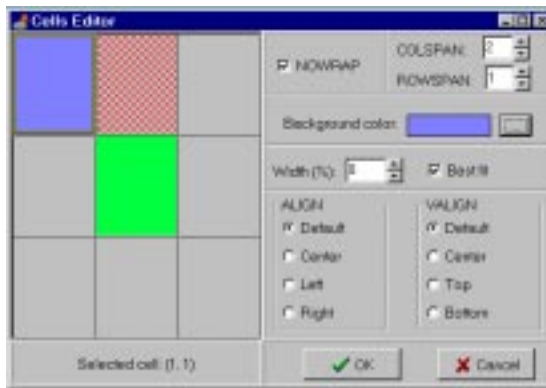 Cells Editor
NOWRAP
COLSPAN: 2
ROWSPAN: 1
Background color:
Width (%):
Best fit
ALIGN
Default
Center
Left
Right
VALIGN
Default
Center
Top
Bottom
Selected cell: (1, 1)
OK
Cancel